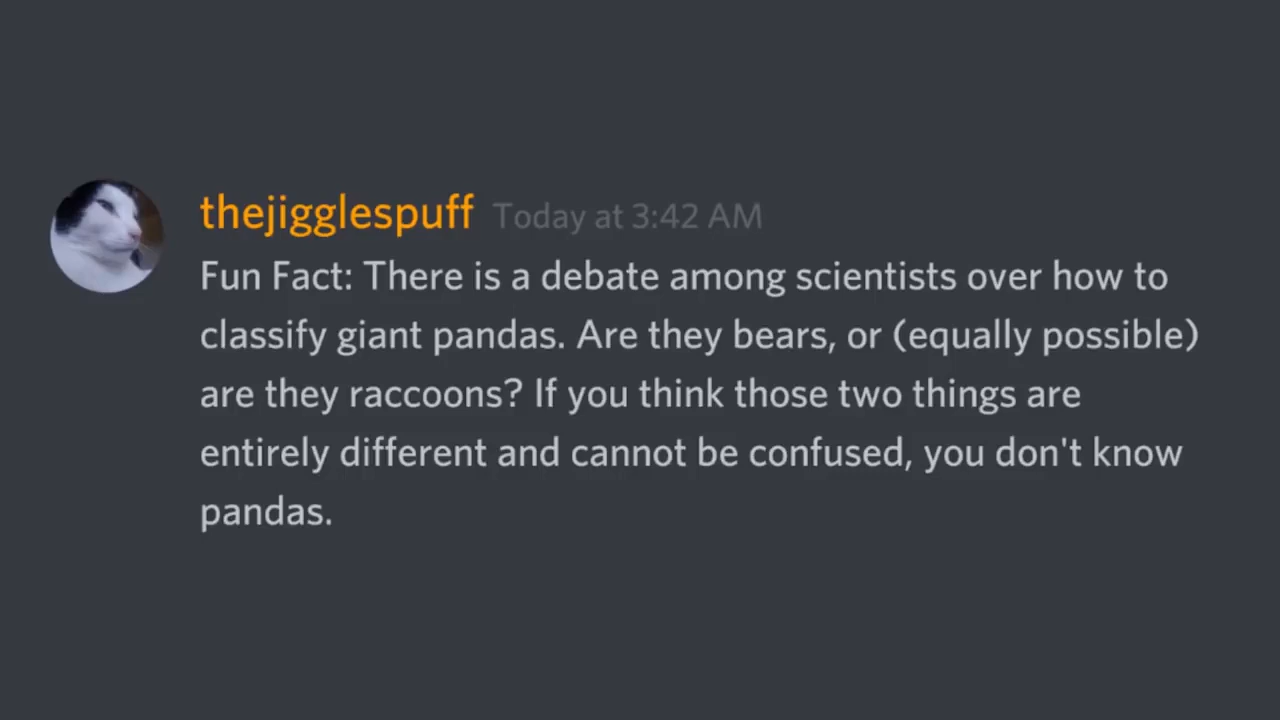 thejigglespuff Today at 3:42 AM
Fun Fact: There is a debate among scientists over how to
classify giant pandas. Are they bears, or (equally possible)
are they raccoons? If you think those two things are
entirely different and cannot be confused, you don't know
pandas.